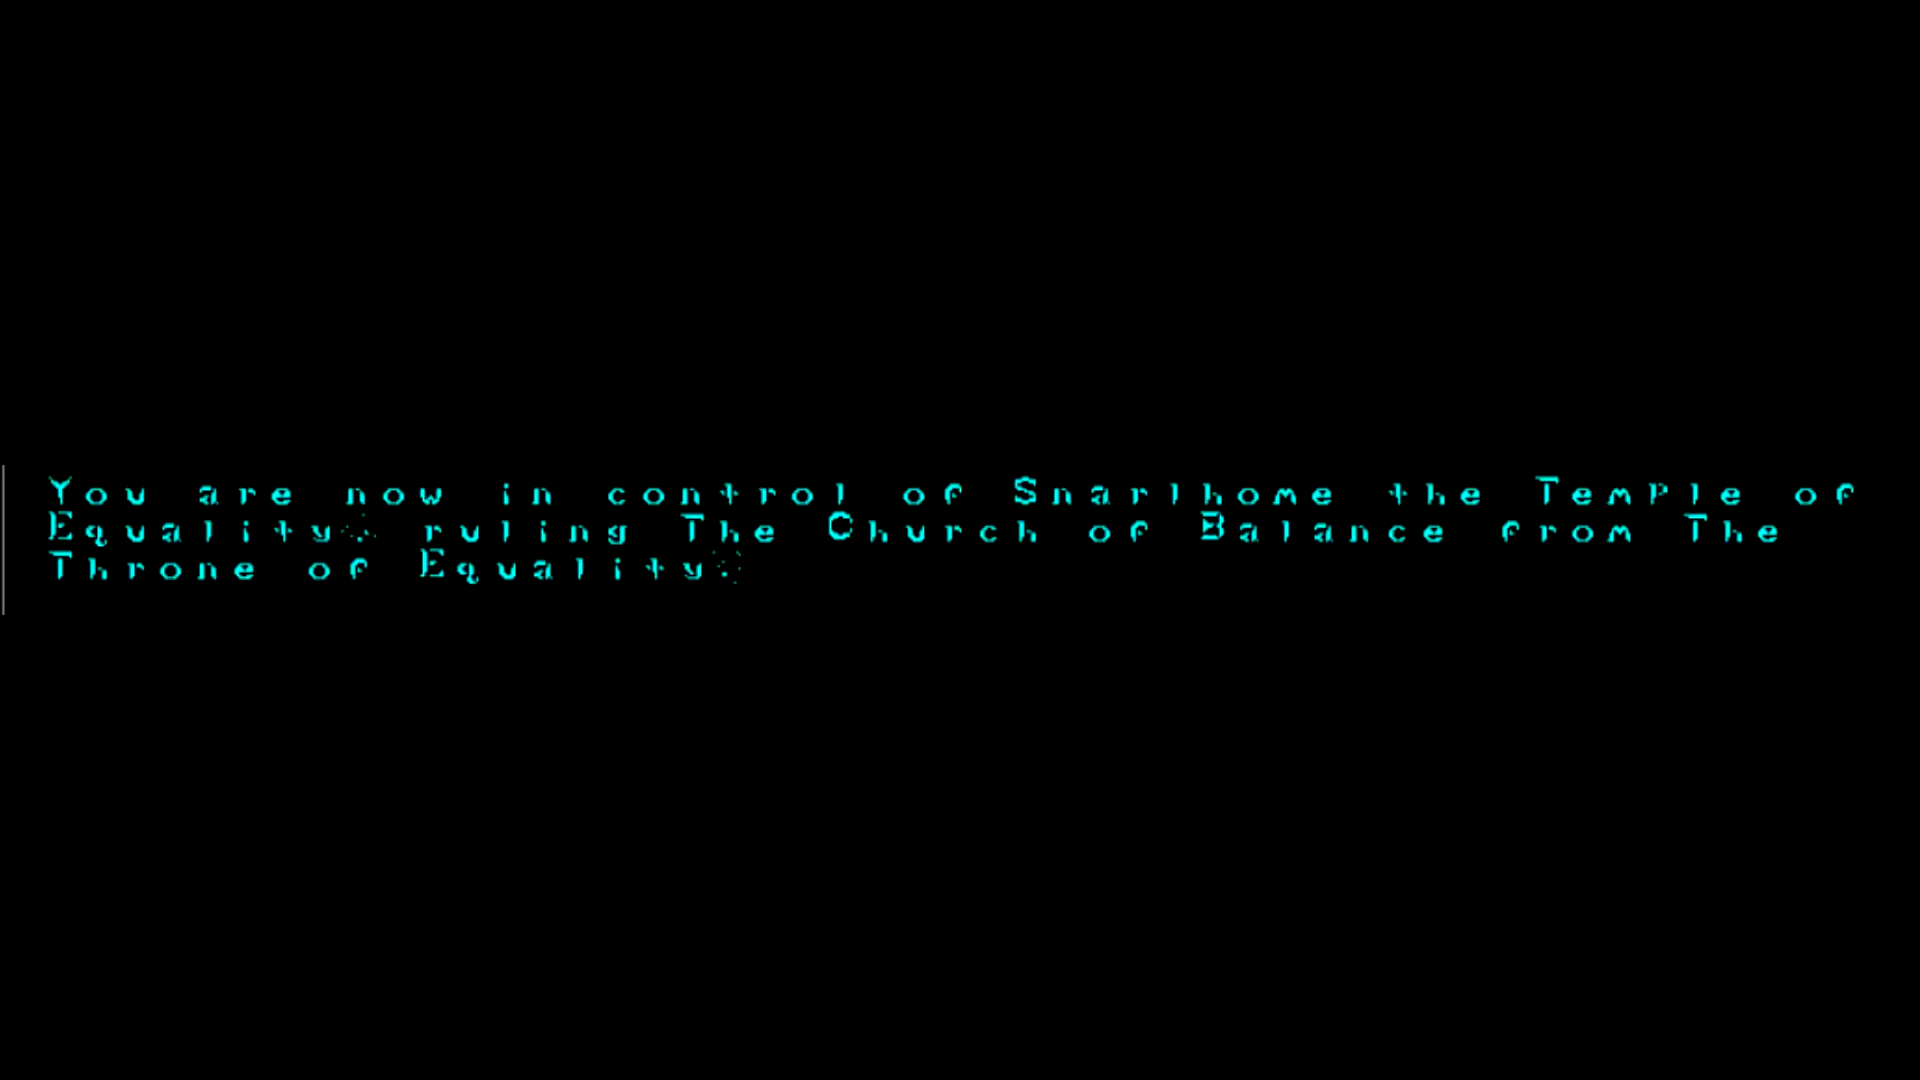 You are now in control of Snarlhome the Temple of
Equality, ruling The Church of Balance from The
Throne of Equality.